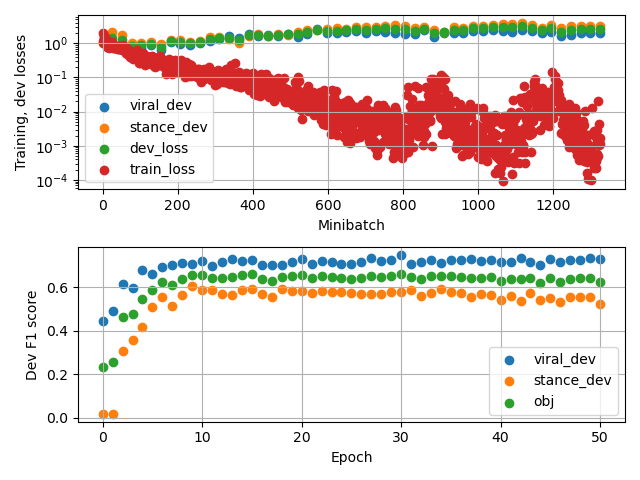 Training, dev losses
10^1
10^0
10^−1
10^−2
10^−3
10^−4
viral_dev
stance_dev
dev_loss
train_loss
0 200 400 600 800 1000 1200
Minibatch
Dev F1 score
0.6
0.4
0.2
0.0
viral_dev
stance_dev
obj
0 10 20 30 40 50
Epoch